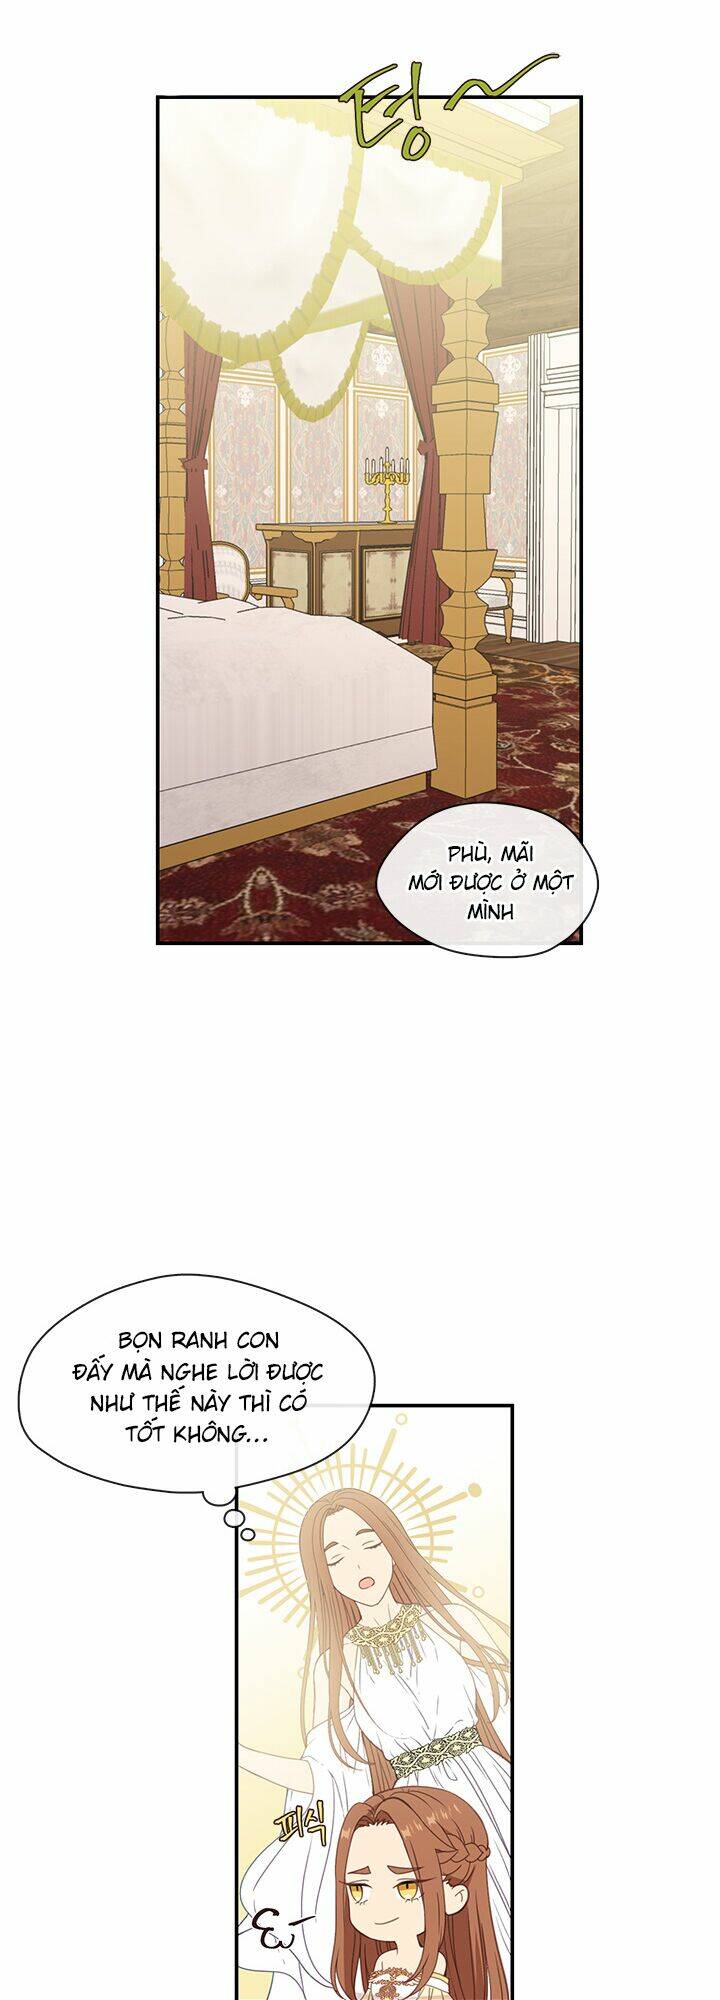 텅~
PHÙ, MÃI
MỚI ĐƯỢC Ở MỘT
MÌNH
BỌN RANH CON
ĐẤY MÀ NGHE LỜI ĐƯỢC
NHƯ THẾ NÀY THÌ CÓ
TỐT KHÔNG...
피식